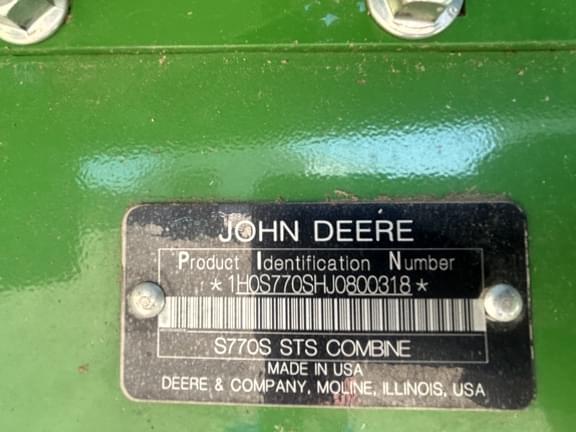 JOHN DEERE
Product Identification Number
*1H0S770SHJ0800318*
S770S STS COMBINE
MADE IN USA
DEERE & COMPANY, MOLINE, ILLINOIS, USA